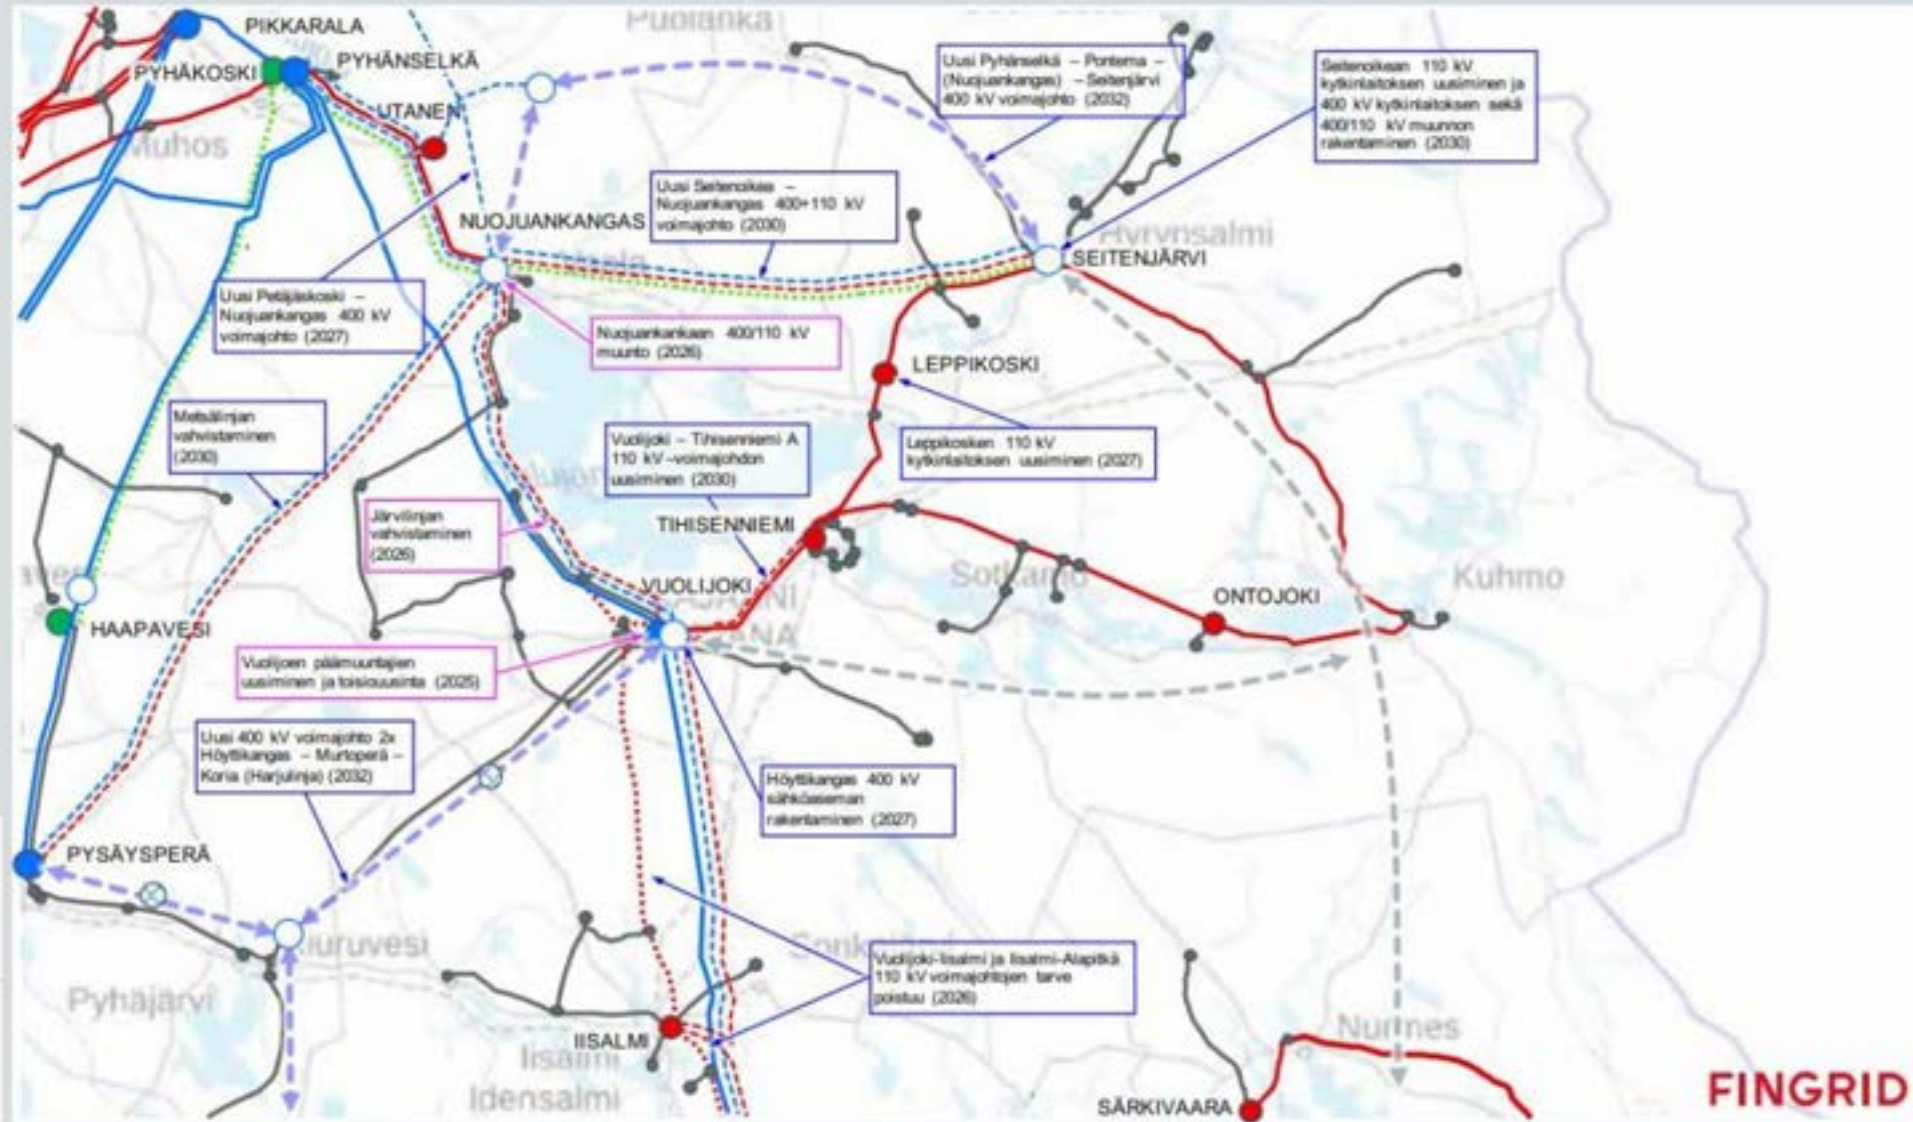 Puolanka
PIKKARALA
PYHÄNSELKÄ
PYHÄKOSKI
UTANEN
Muhos
Uusi Pyhänselkä – Pontema –
(Nuojuankangas) – Seitenjärvi
400 kV voimajohto (2032)
Seitenoikean 110 kV
kytkinlaitoksen uusiminen ja
400 kV kytkinlaitoksen sekä
400/110 kV muunnon
rakentaminen (2030)
Uusi Seitenoikea –
Nuojuankangas 400+110 kV
voimajohto (2030)
NUOJUANKANGAS
Vaala
Hyrynsalmi
SEITENJÄRVI
Uusi Petäjäskoski –
Nuojuankangas 400 kV
voimajohto (2027)
Nuojuankankaan 400/110 kV
muunto (2026)
LEPPIKOSKI
Metsälinjan
vahvistaminen
(2030)
Vuolijoki – Tihisenniemi A
110 kV –voimajohdon
uusiminen (2030)
Leppikosken 110 kV
kytkinlaitoksen uusiminen (2027)
Järvilinjan
vahvistaminen
(2026)
TIHISENNIEMI
Sotkamo
Kuhmo
VUOLIJOKI
ONTOJOKI
HAAPAVESI
Vuolijoen päämuuntajien
uusiminen ja toisiouusinta (2025)
Uusi 400 kV voimajohto 2x
Höyttikangas – Murtoperä –
Koria (Harjulinja) (2032)
Höyttikangas 400 kV
sähköaseman
rakentaminen (2027)
PYSÄYSPERÄ
Vuolijoki-Iisalmi ja Iisalmi-Alapitkä
110 kV voimajohtojen tarve
poistuu (2026)
Pyhäjärvi
IISALMI
Iisalmi
Idensalmi
Nurmes
SÄRKIVAARA
FINGRID